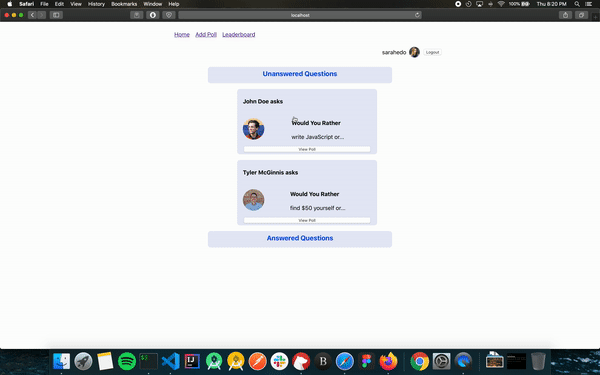 Safari File Edit View History Bookmarks Window Help 100% Thu 8:20 PM
localhost
Home Add Poll Leaderboard
sarahedo Logout
Unanswered Questions
John Doe asks
Would You Rather
write JavaScript or...
View Poll
Tyler McGinnis asks
Would You Rather
find $50 yourself or...
View Poll
Answered Questions